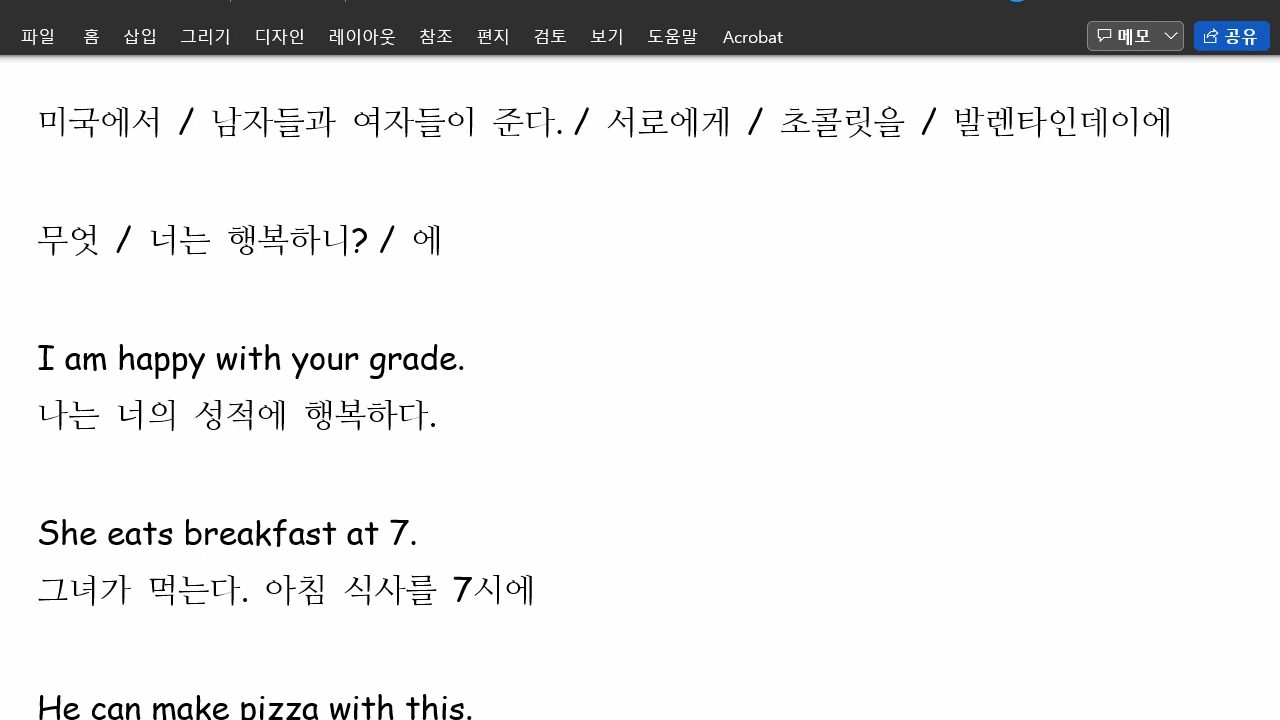 파일 홈 삽입 그리기 디자인 레이아웃 참조 편지 검토 보기 도움말 Acrobat 메모 공유
미국에서 / 남자들과 여자들이 준다. / 서로에게 / 초콜릿을 / 발렌타인데이에
무엇 / 너는 행복하니? / 에
I am happy with your grade.
나는 너의 성적에 행복하다.
She eats breakfast at 7.
그녀가 먹는다. 아침 식사를 7시에
He can make pizza with this.